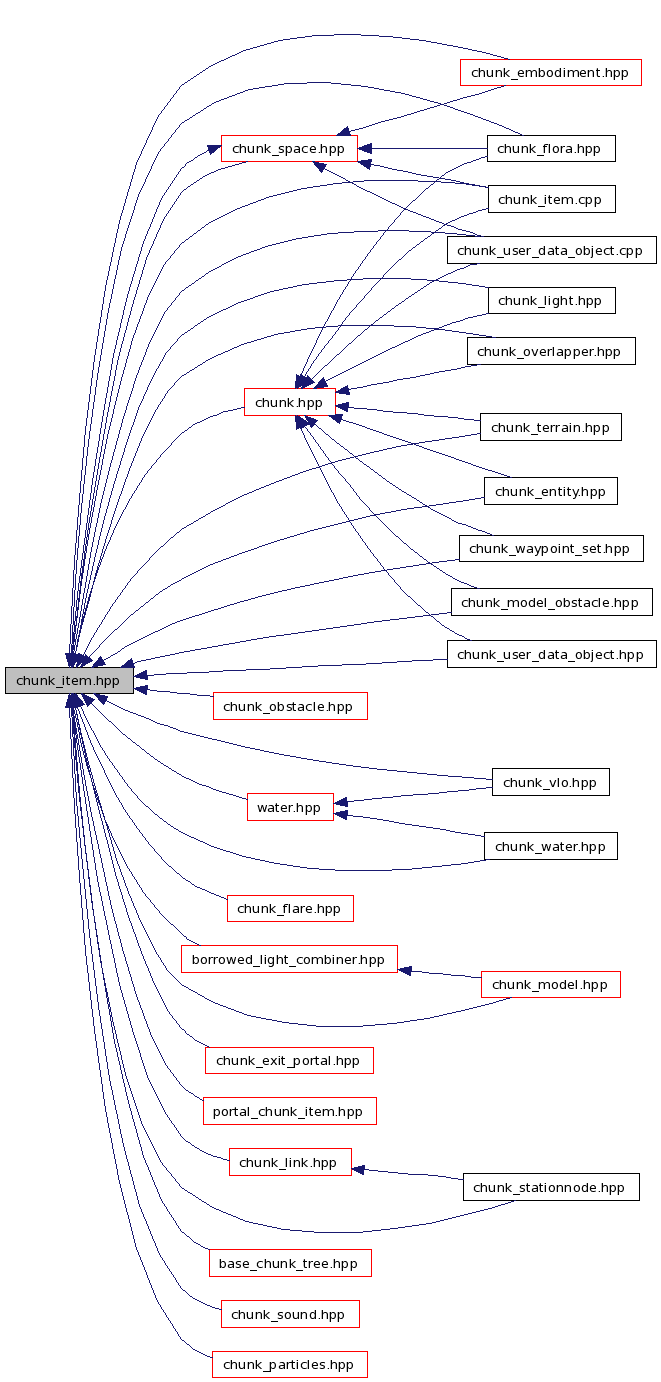 chunk_embodiment.hpp
chunk_space.hpp
chunk_flora.hpp
chunk_item.cpp
chunk_user_data_object.cpp
chunk_light.hpp
chunk_overlapper.hpp
chunk.hpp
chunk_terrain.hpp
chunk_entity.hpp
chunk_waypoint_set.hpp
chunk_model_obstacle.hpp
chunk_user_data_object.hpp
chunk_item.hpp
chunk_obstacle.hpp
chunk_vlo.hpp
water.hpp
chunk_water.hpp
chunk_flare.hpp
borrowed_light_combiner.hpp
chunk_model.hpp
chunk_exit_portal.hpp
portal_chunk_item.hpp
chunk_link.hpp
chunk_stationnode.hpp
base_chunk_tree.hpp
chunk_sound.hpp
chunk_particles.hpp